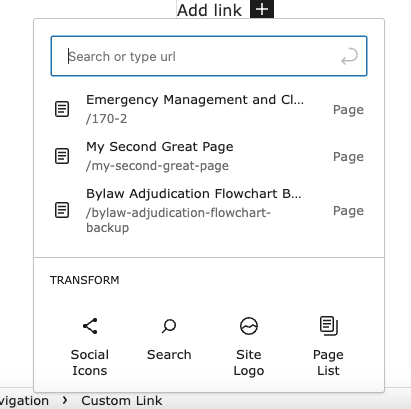 Add link
Search or type url
Emergency Management and Cl...
/170-2
Page
My Second Great Page
/my-second-great-page
Page
Bylaw Adjudication Flowchart B...
/bylaw-adjudication-flowchart-
backup
Page
TRANSFORM
Social
Icons
Search
Site
Logo
Page
List
vigation › Custom Link